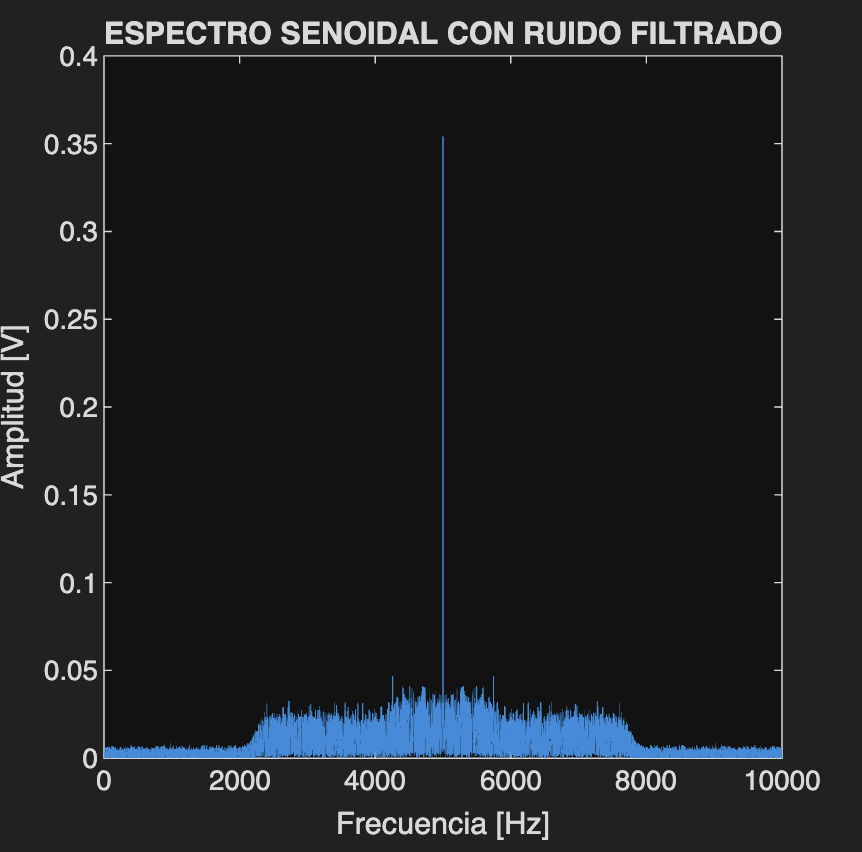 ESPECTRO SENOIDAL CON RUIDO FILTRADO
0.4
0.35
0.3
0.25
0.2
0.15
0.1
0.05
0
Amplitud [V]
0 2000 4000 6000 8000 10000
Frecuencia [Hz]